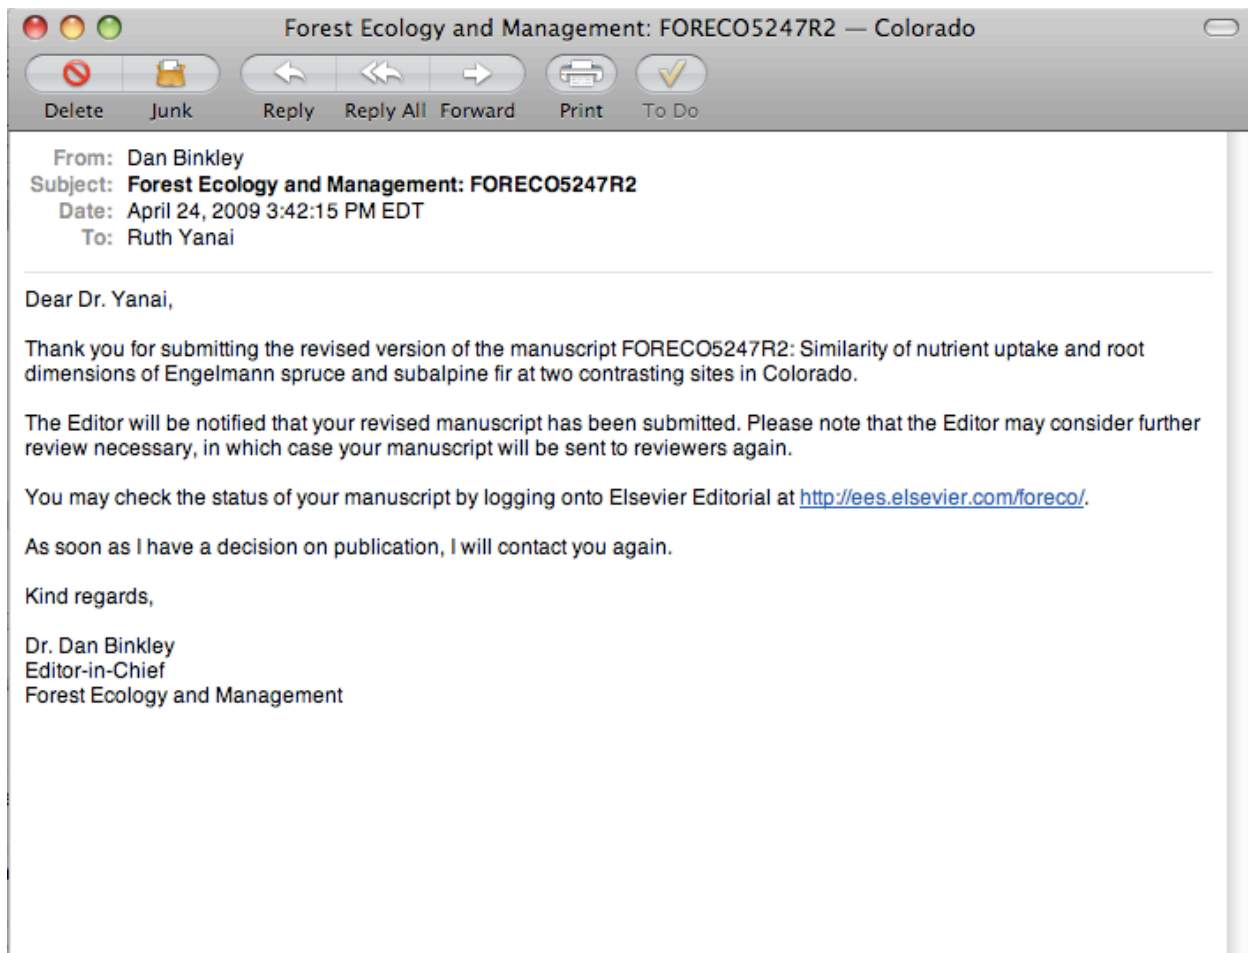 Forest Ecology and Management: FORECO5247R2 — Colorado
Delete Junk Reply Reply All Forward Print To Do
From: Dan Binkley
Subject: Forest Ecology and Management: FORECO5247R2
Date: April 24, 2009 3:42:15 PM EDT
To: Ruth Yanai
Dear Dr. Yanai,
Thank you for submitting the revised version of the manuscript FORECO5247R2: Similarity of nutrient uptake and root
dimensions of Engelmann spruce and subalpine fir at two contrasting sites in Colorado.
The Editor will be notified that your revised manuscript has been submitted. Please note that the Editor may consider further
review necessary, in which case your manuscript will be sent to reviewers again.
You may check the status of your manuscript by logging onto Elsevier Editorial at http://ees.elsevier.com/foreco/.
As soon as I have a decision on publication, I will contact you again.
Kind regards,
Dr. Dan Binkley
Editor-in-Chief
Forest Ecology and Management